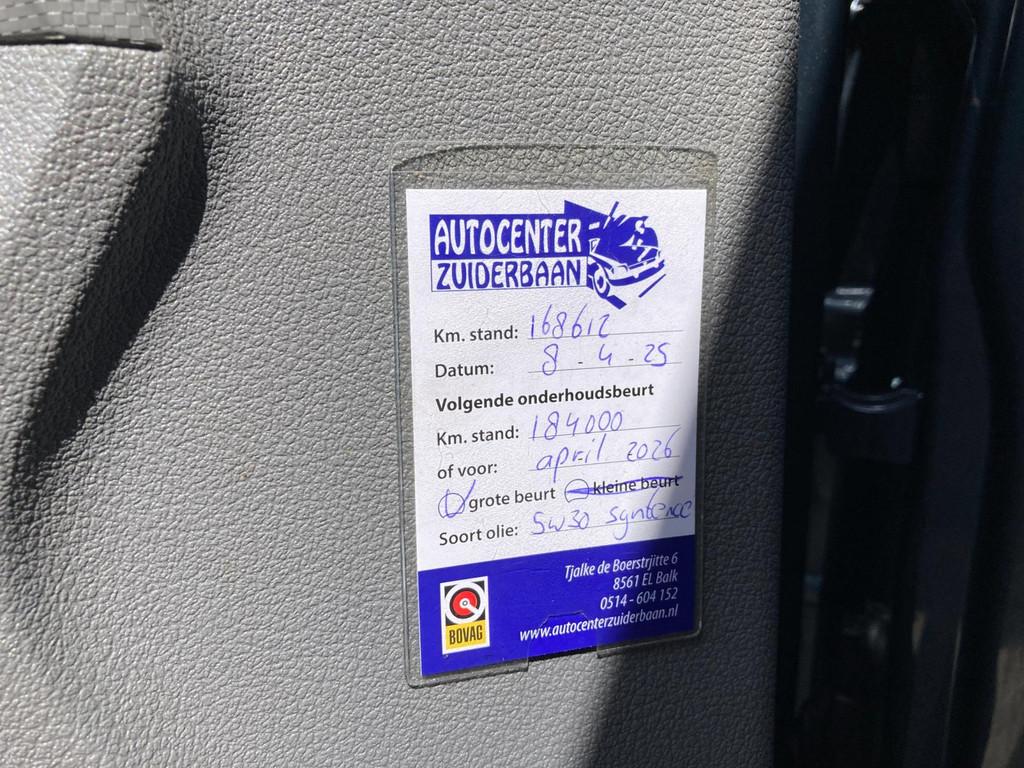 AUTOCENTER
ZUIDERBAAN
Km. stand: 168612
Datum: 8 - 4 - 25
Volgende onderhoudsbeurt
Km. stand: 184000
of voor: april 2026
grote beurt kleine beurt
Soort olie: 5w30 syntence
Tjalke de Boerstrjitte 6
8561 EL Balk
0514 - 604 152
www.autocenterzuiderbaan.nl
BOVAG